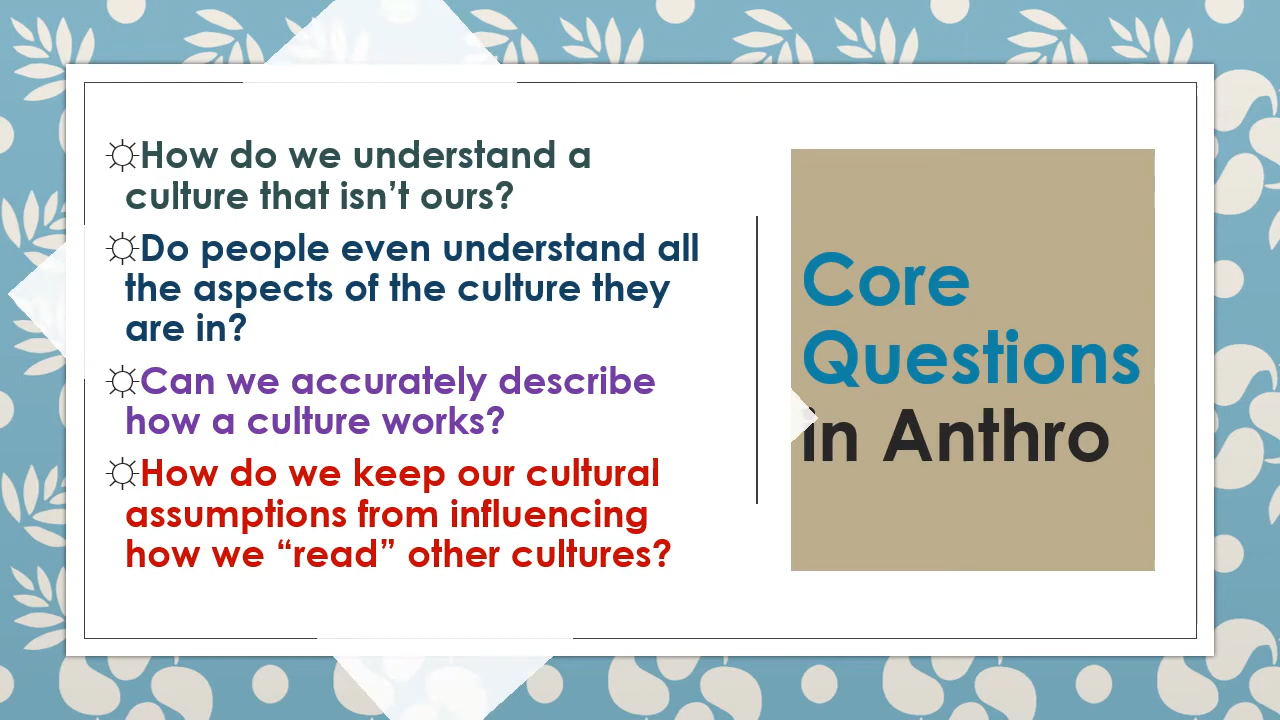 How do we understand a
culture that isn’t ours?
Do people even understand all
the aspects of the culture they
are in?
Can we accurately describe
how a culture works?
How do we keep our cultural
assumptions from influencing
how we “read” other cultures?
Core
Questions
in Anthro